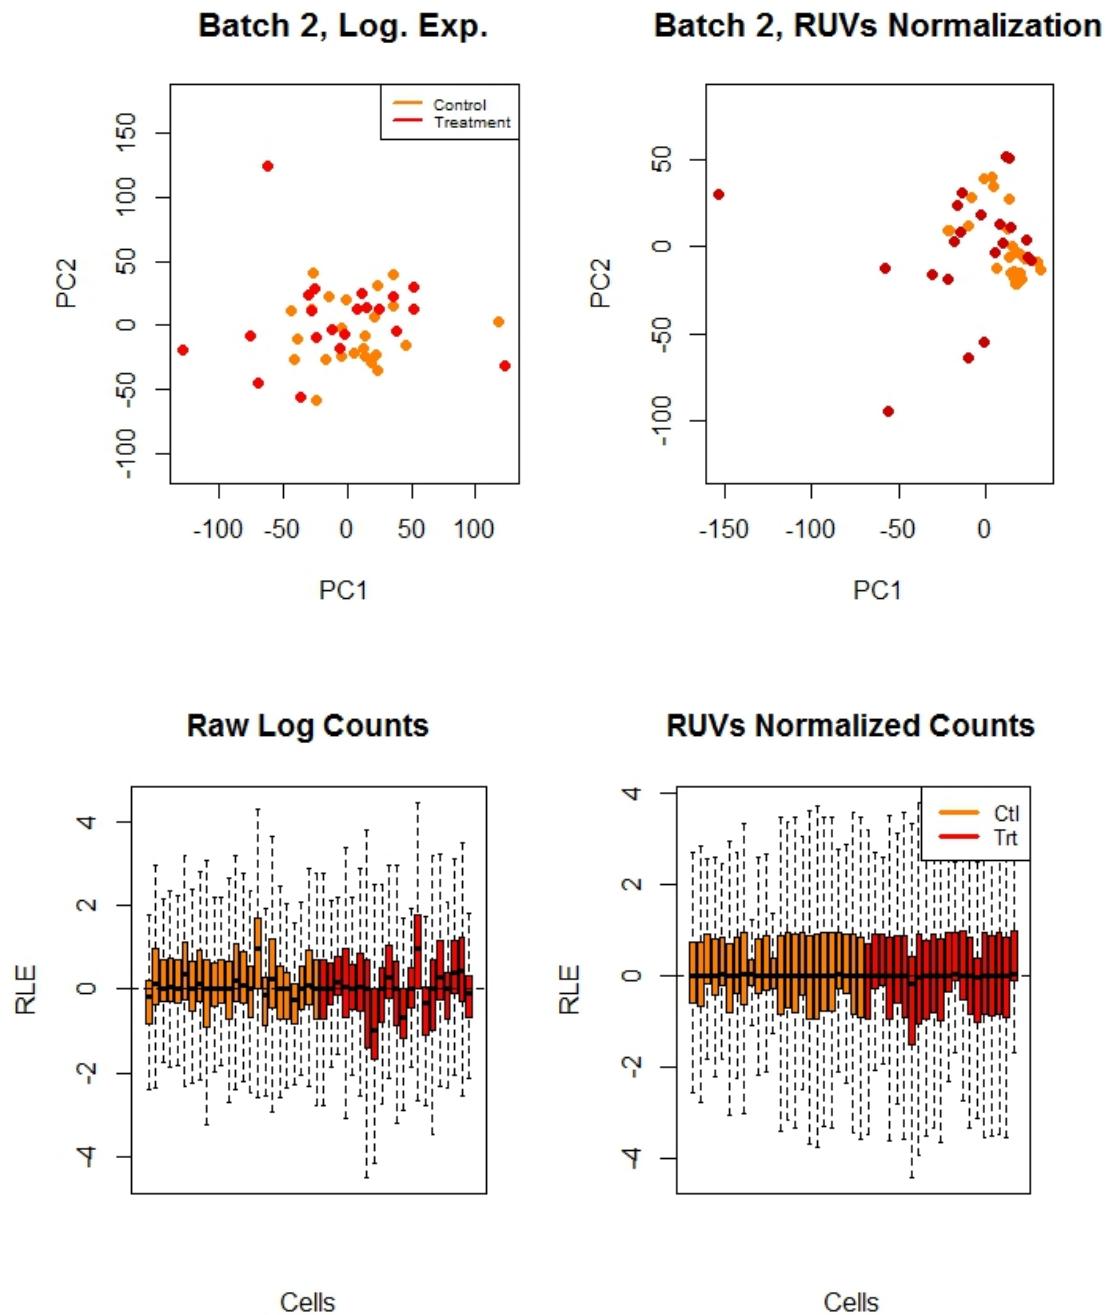 Batch 2, Log. Exp.
Control
Treatment
150
100
50
0
-50
-100
PC2
-100 -50 0 50 100
PC1
Batch 2, RUVs Normalization
50
0
-50
-100
PC2
-150 -100 -50 0
PC1
Raw Log Counts
4
2
0
-2
-4
RLE
Cells
RUVs Normalized Counts
Ctl
Trt
4
2
0
-2
-4
RLE
Cells